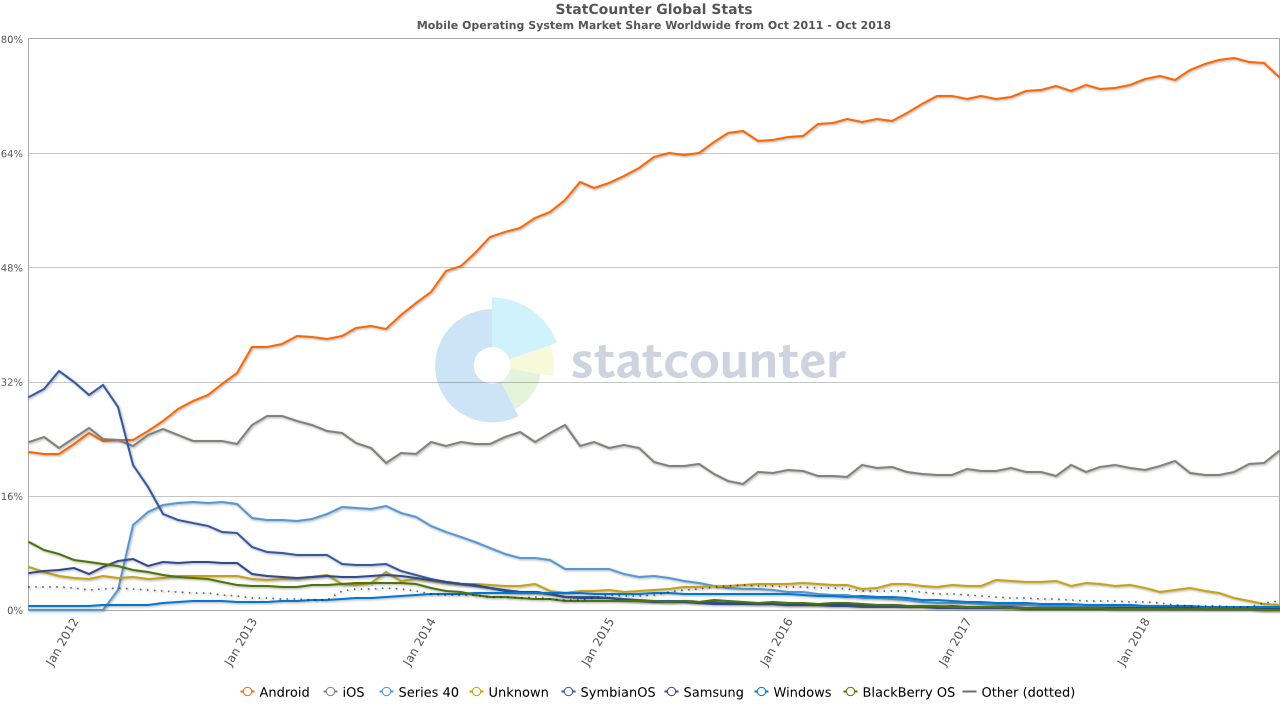 StatCounter Global Stats
Mobile Operating System Market Share Worldwide from Oct 2011 - Oct 2018
80%
64%
48%
statcounter
32%
16%
0%
Jan 2012 Jan 2013 Jan 2014 Jan 2015 Jan 2016 Jan 2017 Jan 2018
Android iOS Series 40 Unknown SymbianOS Samsung Windows BlackBerry OS Other (dotted)